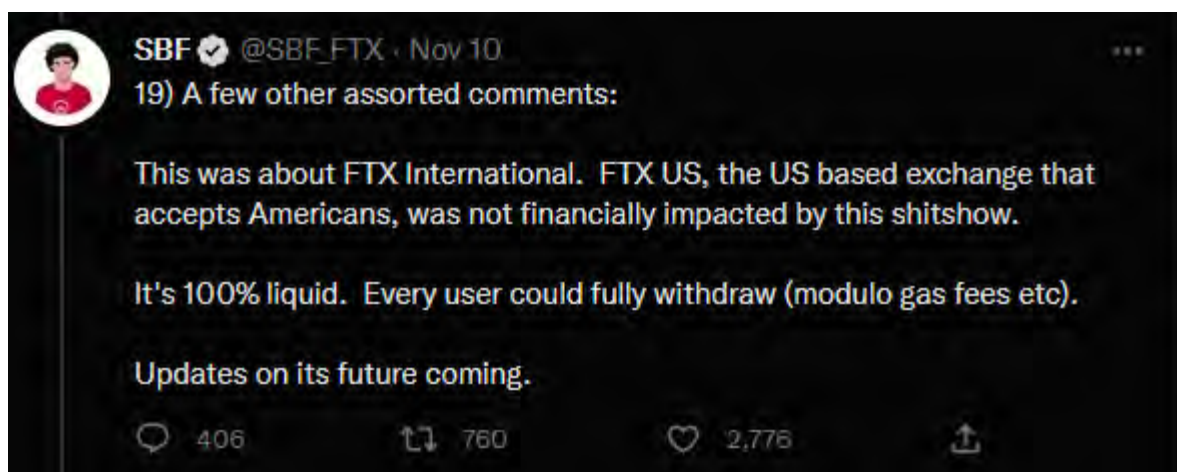 SBF @SBF_FTX · Nov 10
19) A few other assorted comments:
This was about FTX International.  FTX US, the US based exchange that
accepts Americans, was not financially impacted by this shitshow.
It's 100% liquid.  Every user could fully withdraw (modulo gas fees etc).
Updates on its future coming.
406 760 2,776